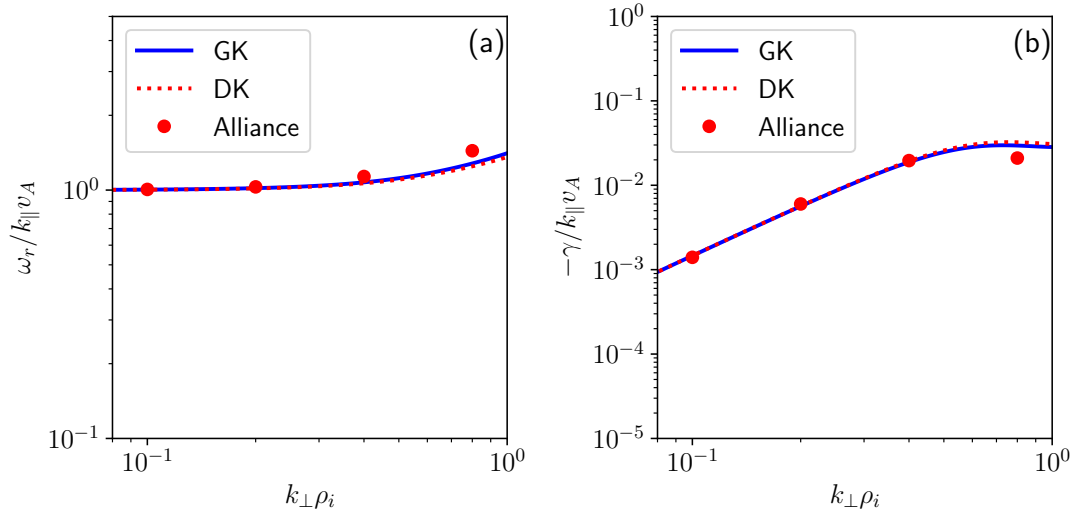 (a)
GK
DK
Alliance
10^0
10^{-1}
ω_r/k_∥v_A
10^{-1}
10^0
k_⊥ρ_i
(b)
GK
DK
Alliance
10^0
10^{-1}
10^{-2}
10^{-3}
10^{-4}
10^{-5}
−γ/k_∥v_A
10^{-1}
10^0
k_⊥ρ_i